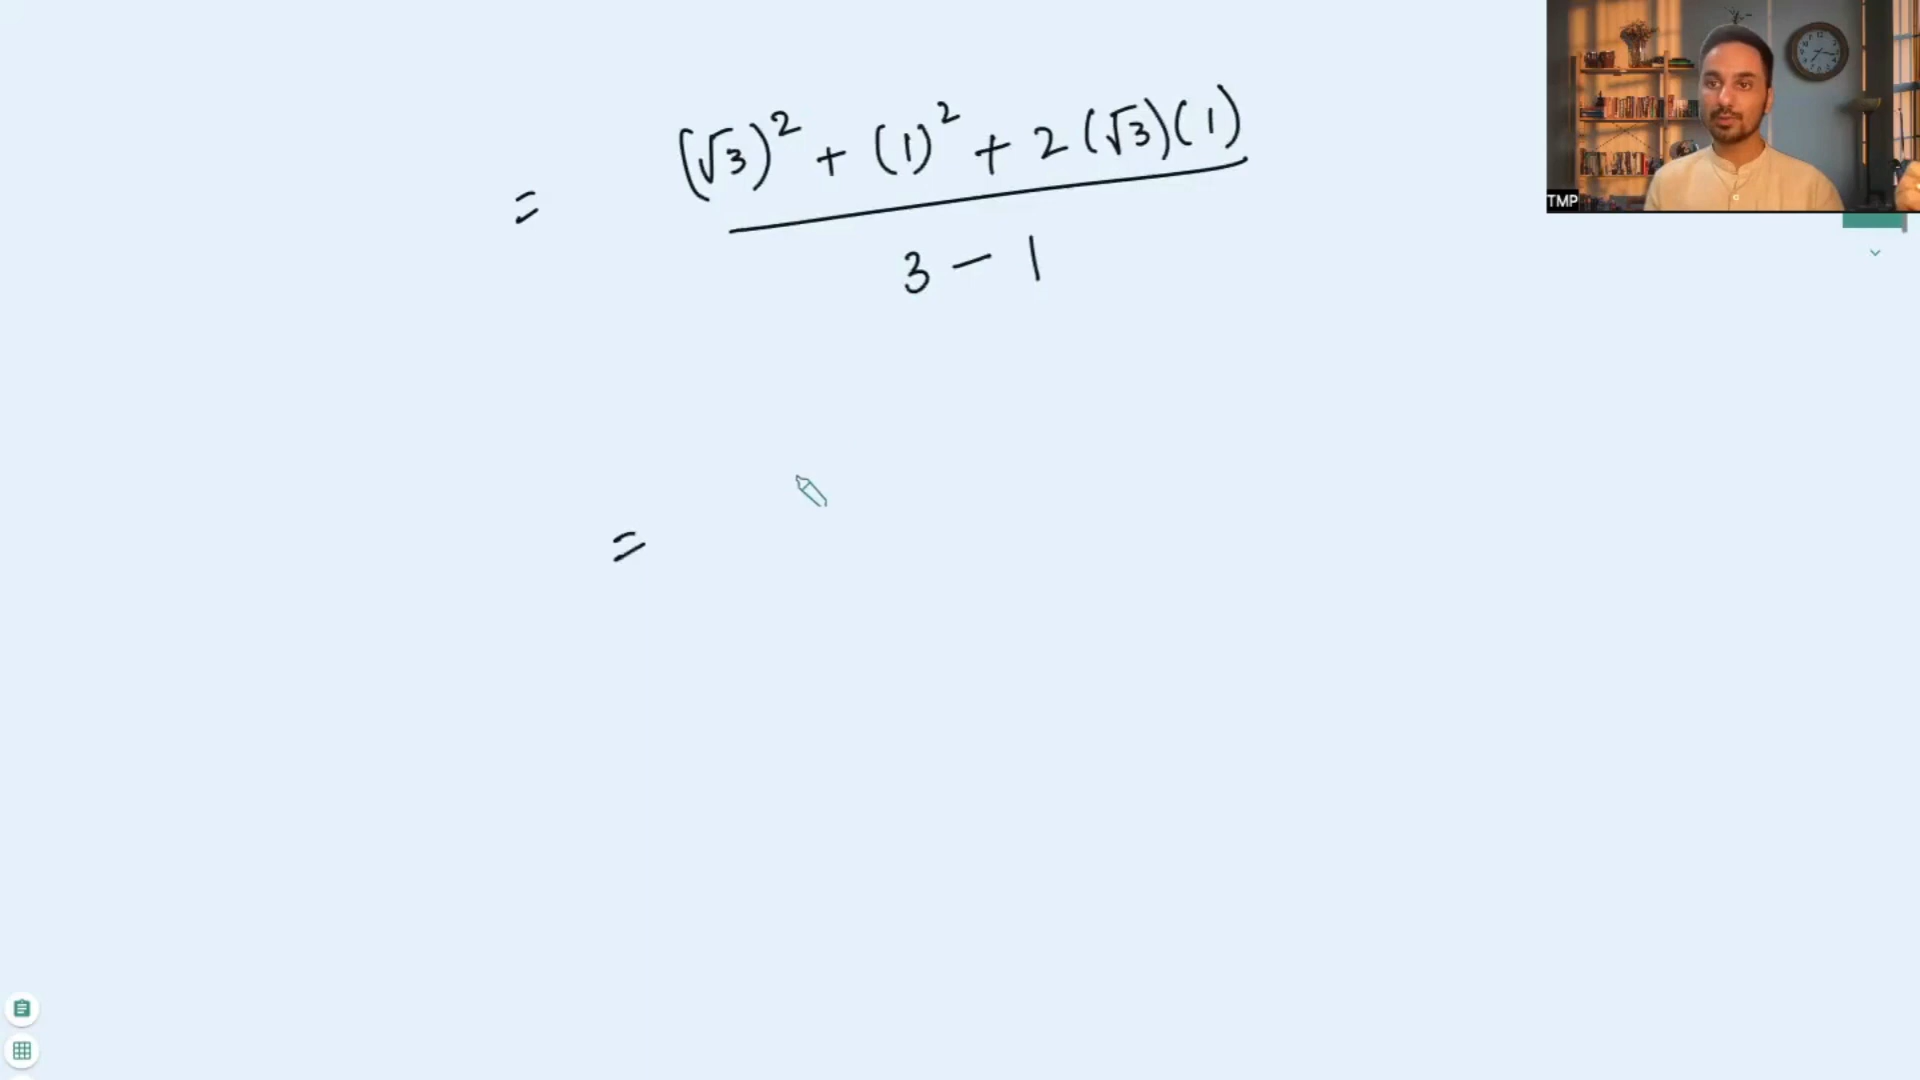 = (√3)² + (1)² + 2(√3)(1)
3 - 1
=
TMP